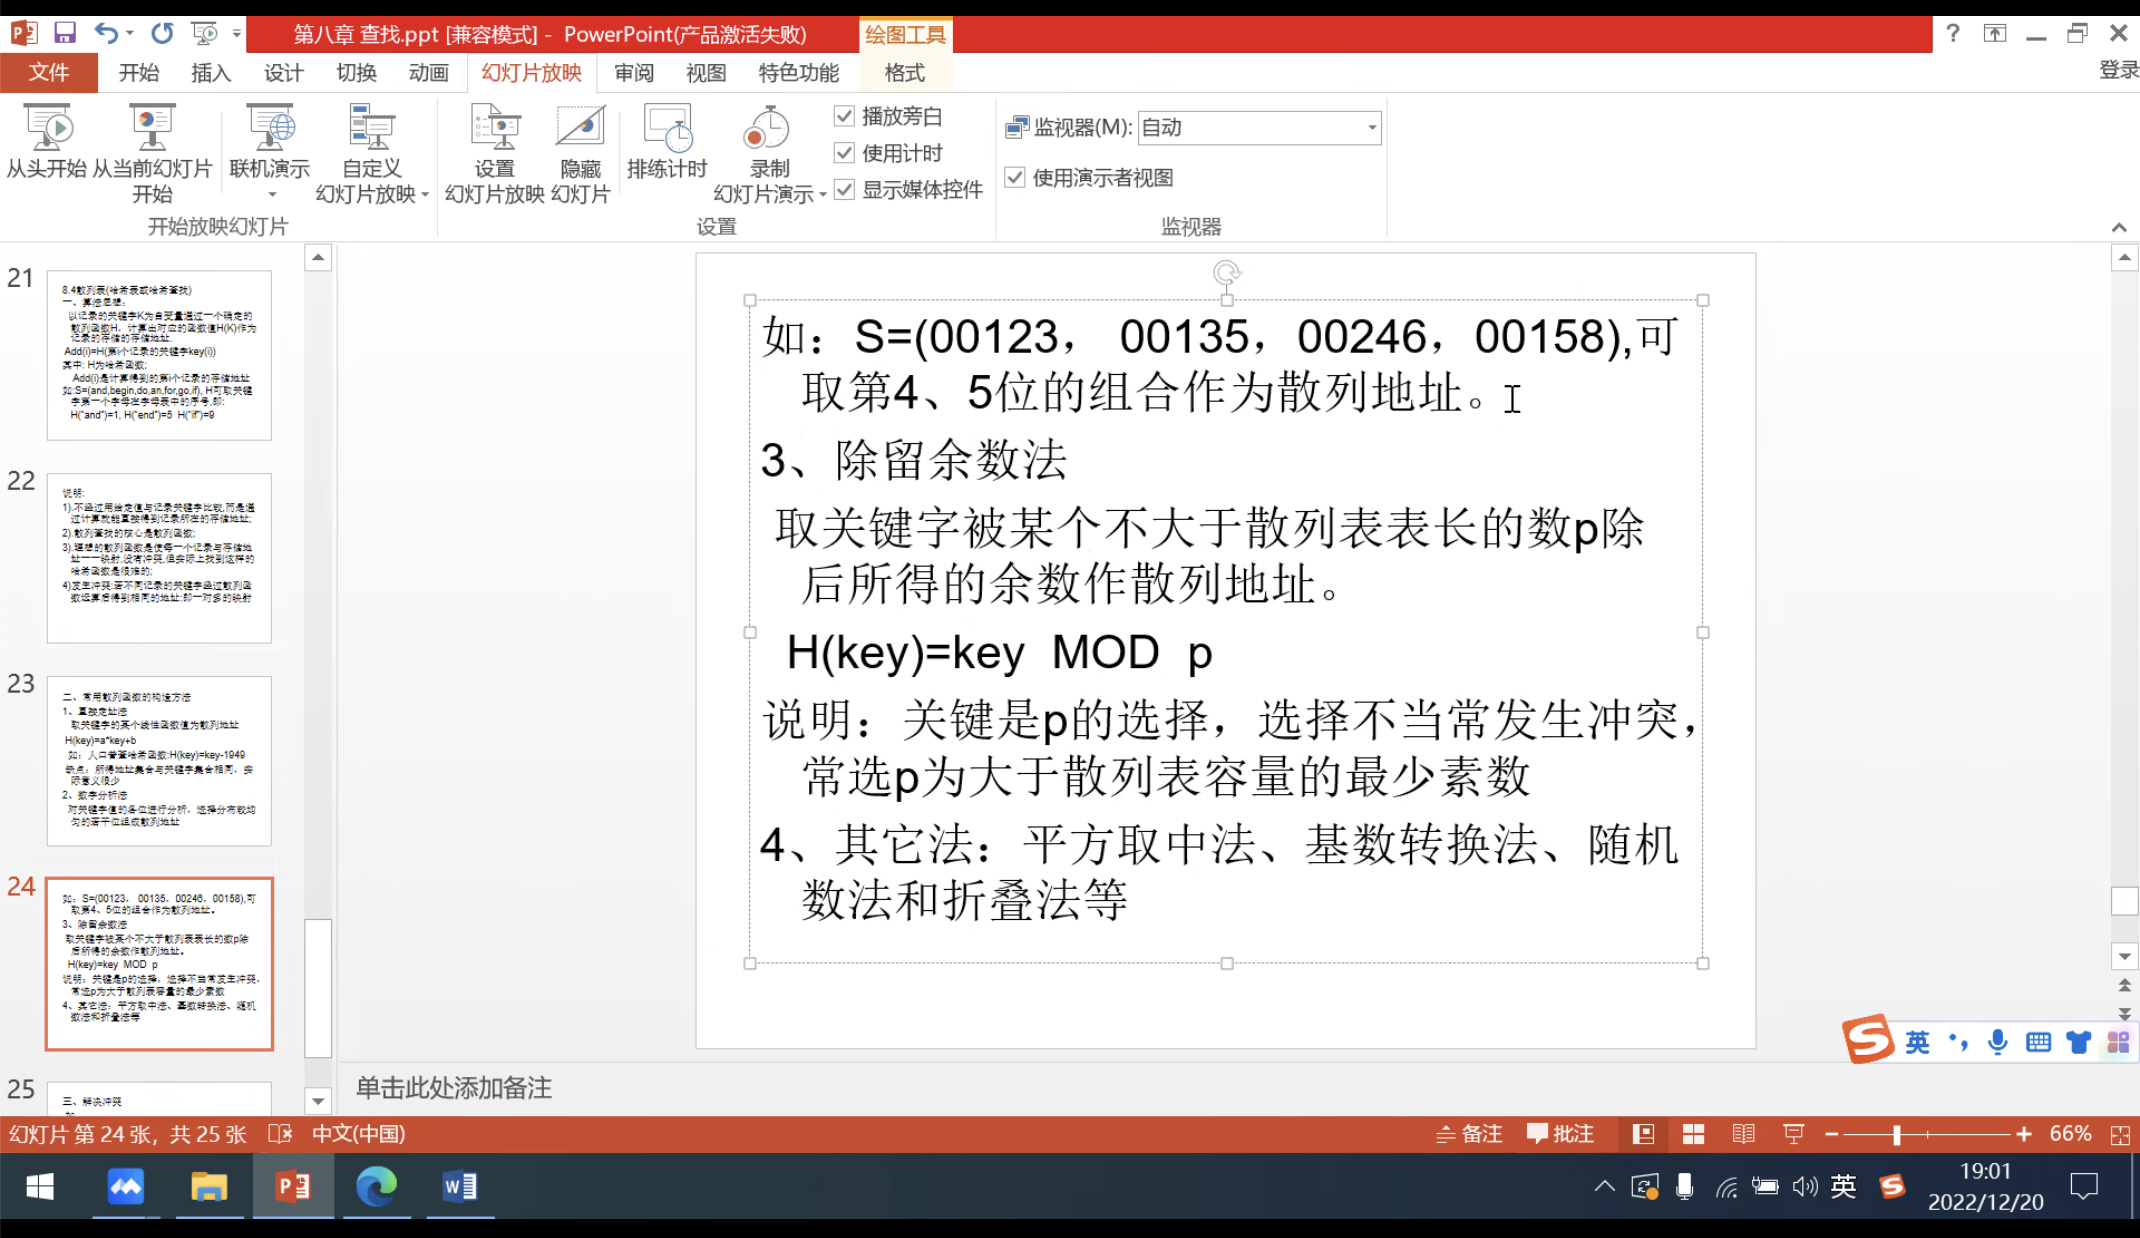 第八章 查找.ppt [兼容模式] - PowerPoint(产品激活失败)
绘图工具
登录
文件 开始 插入 设计 切换 动画 幻灯片放映 审阅 视图 特色功能 格式
从头开始
从当前幻灯片
开始
联机演示
自定义
幻灯片放映
开始放映幻灯片
设置
幻灯片放映
隐藏
幻灯片
排练计时
录制
幻灯片演示
播放旁白
使用计时
显示媒体控件
设置
监视器(M): 自动
使用演示者视图
监视器
21
8.4散列表(哈希表或哈希查找)
一、算法思想:
以记录的关键字K为自变量通过一个确定的
散列函数H，计算出对应的函数值H(K)作为
记录的存储的存储地址.
Add(i)=H(第i个记录的关键字key(i))
其中: H为哈希函数;
Add(i)是计算得到的第i个记录的存储地址
如:S=(and,begin,do,an,for,go,if), H可取关键
字第一个字母在字母表中的序号,即:
H("and")=1, H("end")=5 H("if")=9
22
说明:
1).不经过用给定值与记录关键字比较,而是通
过计算就能直接得到记录所在的存储地址;
2).散列查找的核心是散列函数;
3).理想的散列函数是使每一个记录与存储地
址一一映射,没有冲突,但实际上找到这样的
哈希函数是很难的;
4)发生冲突:若不同记录的关键字经过散列函
数运算后得到相同的地址:即一对多的映射
23
二、常用散列函数的构造方法
1、直接定址法
取关键字的某个线性函数值为散列地址
H(key)=a*key+b
如：人口普查哈希函数:H(key)=key-1949
缺点：所得地址集合与关键字集合相同，实
际意义很少
2、数字分析法
对关键字值的各位进行分析，选择分布较均
匀的若干位组成散列地址
24
如：S=(00123， 00135，00246，00158),可
取第4、5位的组合作为散列地址。
3、除留余数法
取关键字被某个不大于散列表表长的数p除
后所得的余数作散列地址。
H(key)=key MOD p
说明：关键是p的选择，选择不当常发生冲突，
常选p为大于散列表容量的最少素数
4、其它法：平方取中法、基数转换法、随机
数法和折叠法等
25
三、解决冲突
如：S=(00123， 00135，00246，00158),可
取第4、5位的组合作为散列地址。
3、除留余数法
取关键字被某个不大于散列表表长的数p除
后所得的余数作散列地址。
H(key)=key MOD p
说明：关键是p的选择，选择不当常发生冲突，
常选p为大于散列表容量的最少素数
4、其它法：平方取中法、基数转换法、随机
数法和折叠法等
单击此处添加备注
英
幻灯片 第 24 张，共 25 张 中文(中国)
备注 批注 66%
英
19:01
2022/12/20